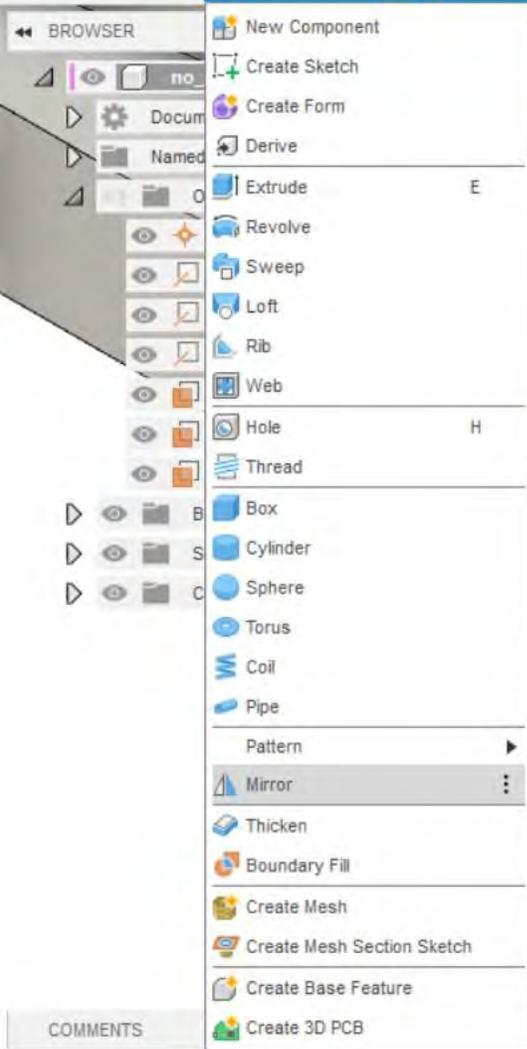 BROWSER
no_
Docum
Named
O
B
S
C
COMMENTS
New Component
Create Sketch
Create Form
Derive
Extrude E
Revolve
Sweep
Loft
Rib
Web
Hole H
Thread
Box
Cylinder
Sphere
Torus
Coil
Pipe
Pattern
Mirror
Thicken
Boundary Fill
Create Mesh
Create Mesh Section Sketch
Create Base Feature
Create 3D PCB